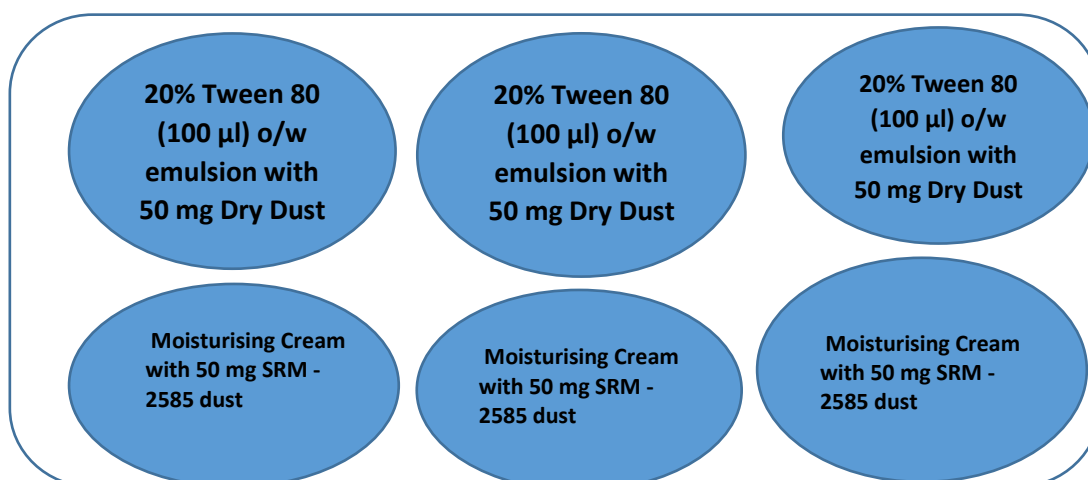 20% Tween 80
(100 µl) o/w
emulsion with
50 mg Dry Dust
20% Tween 80
(100 µl) o/w
emulsion with
50 mg Dry Dust
20% Tween 80
(100 µl) o/w
emulsion with
50 mg Dry Dust
Moisturising Cream
with 50 mg SRM -
2585 dust
Moisturising Cream
with 50 mg SRM -
2585 dust
Moisturising Cream
with 50 mg SRM -
2585 dust